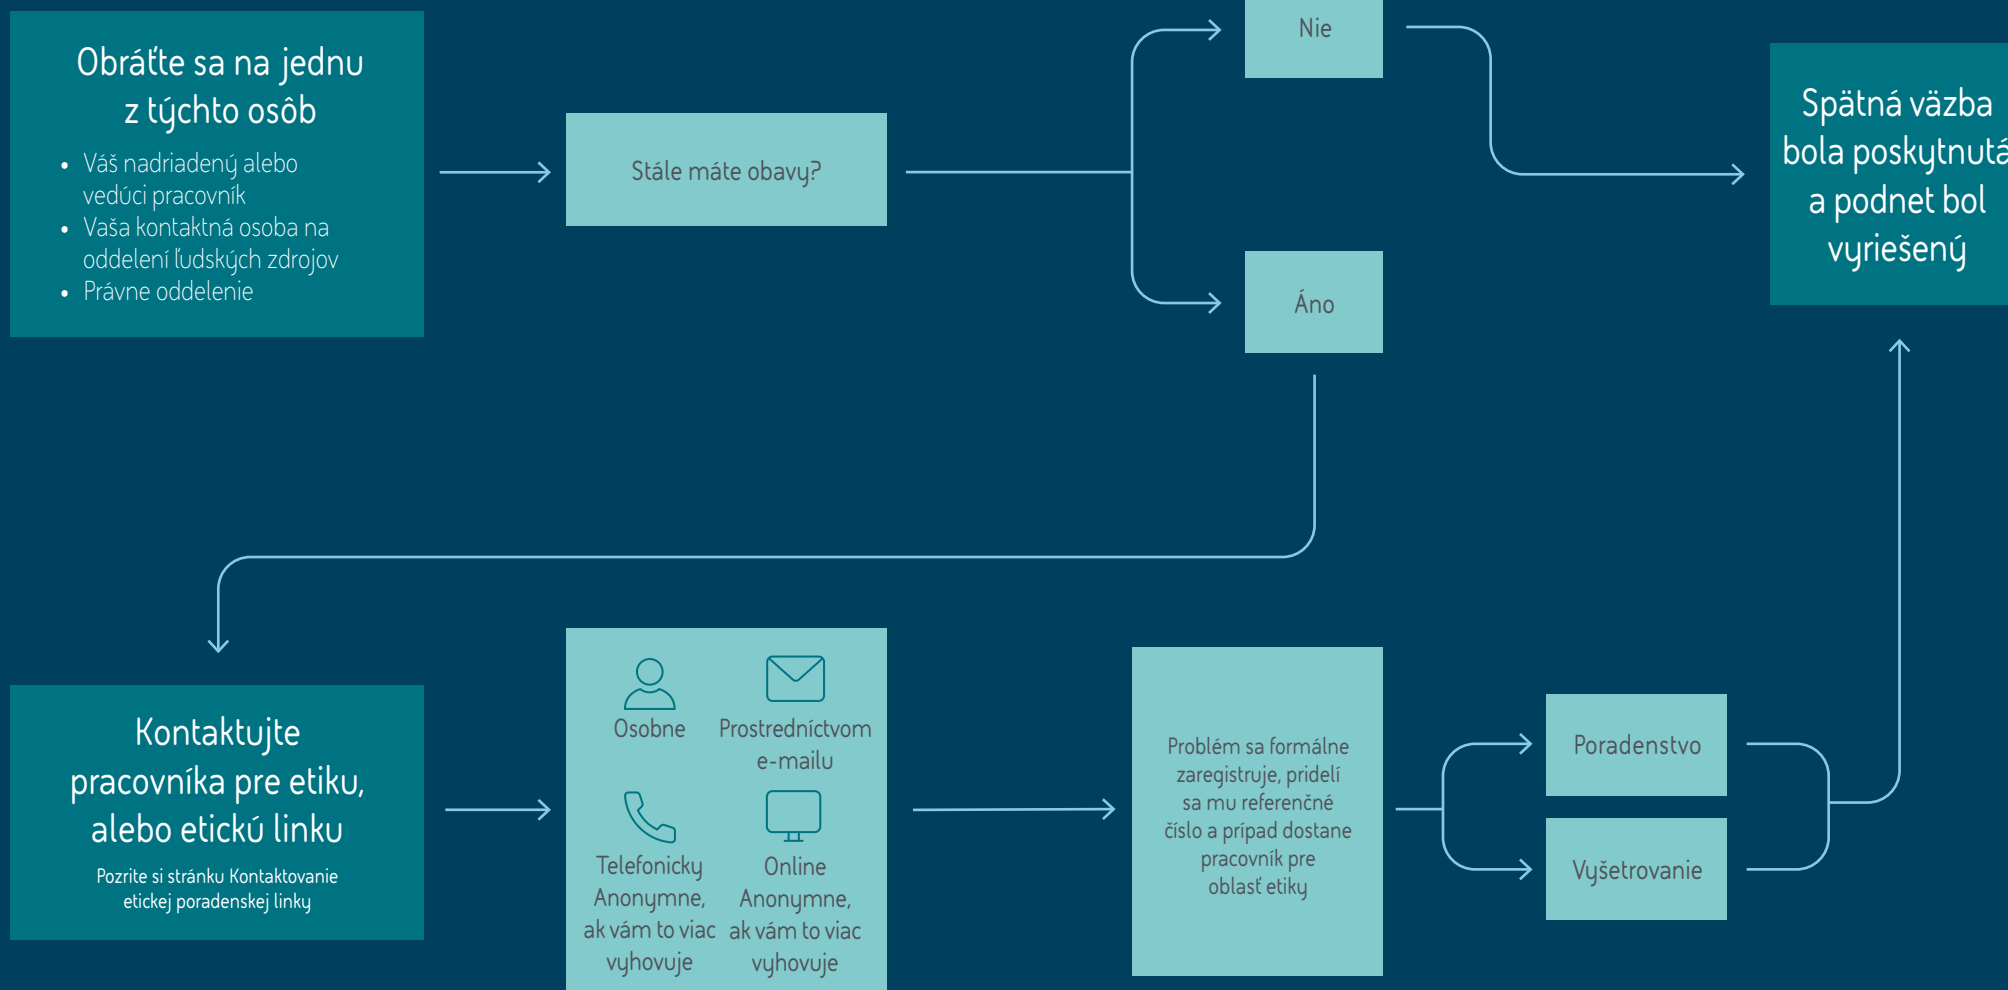 Obráťte sa na jednu
z týchto osôb
• Váš nadriadený alebo
vedúci pracovník
• Vaša kontaktná osoba na
oddelení ľudských zdrojov
• Právne oddelenie
Stále máte obavy?
Nie
Áno
Spätná väzba
bola poskytnutá
a podnet bol
vyriešený
Kontaktujte
pracovníka pre etiku,
alebo etickú linku
Pozrite si stránku Kontaktovanie
etickej poradenskej linky
Osobne
Prostredníctvom
e-mailu
Telefonicky
Anonymne,
ak vám to viac
vyhovuje
Online
Anonymne,
ak vám to viac
vyhovuje
Problém sa formálne
zaregistruje, pridelí
sa mu referenčné
číslo a prípad dostane
pracovník pre
oblasť etiky
Poradenstvo
Vyšetrovanie